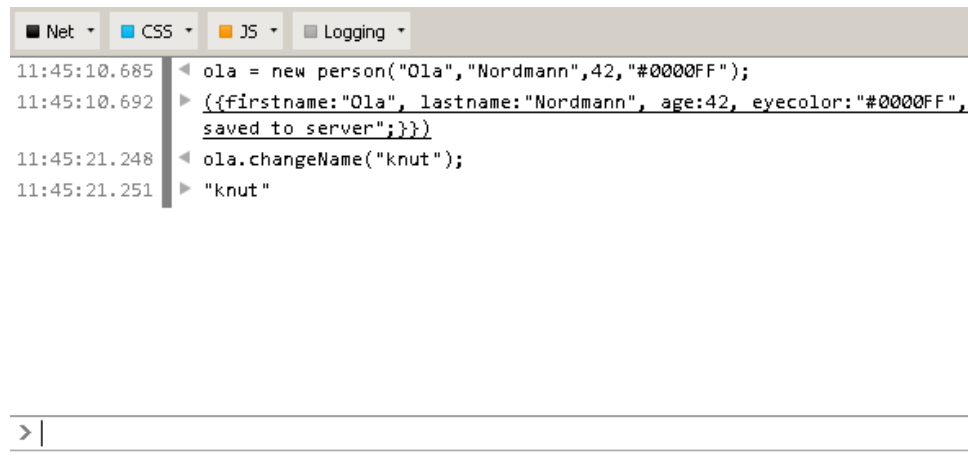 Net CSS JS Logging
11:45:10.685 ola = new person("Ola","Nordmann",42,"#0000FF");
11:45:10.692 ({firstname:"Ola", lastname:"Nordmann", age:42, eyecolor:"#0000FF",
saved to server";}})
11:45:21.248 ola.changeName("knut");
11:45:21.251 "knut"
>